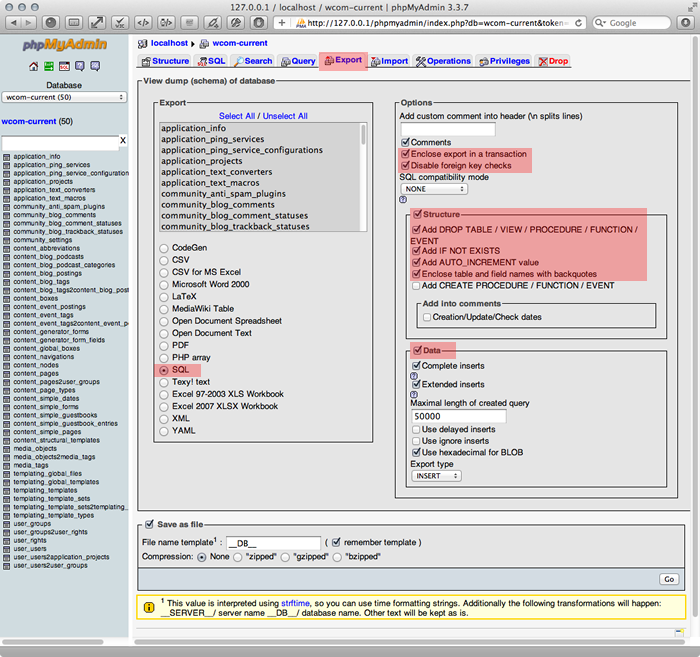 127.0.0.1 / localhost / wcom-current | phpMyAdmin 3.3.7
http://127.0.0.1/phpmyadmin/index.php?db=wcom-current&token=
Google
phpMyAdmin
Database
wcom-current (50)
wcom-current (50)
X
application_info
application_ping_services
application_ping_service_configuration
application_projects
application_text_converters
application_text_macros
community_anti_spam_plugins
community_blog_comments
community_blog_comment_statuses
community_blog_trackback_statuses
community_settings
content_abbreviations
content_blog_podcasts
content_blog_podcast_categories
content_blog_postings
content_blog_tags
content_blog_tags2content_blog_post
content_boxes
content_event_postings
content_event_tags
content_event_tags2content_event_p
content_generator_forms
content_generator_form_fields
content_global_boxes
content_navigations
content_nodes
content_pages
content_pages2user_groups
content_page_types
content_simple_dates
content_simple_forms
content_simple_guestbooks
content_simple_guestbook_entries
content_simple_pages
content_structural_templates
media_objects
media_objects2media_tags
media_tags
templating_global_files
templating_global_templates
templating_templates
templating_template_sets
templating_template_sets2templating_
templating_template_types
user_groups
user_groups2user_rights
user_rights
user_users
user_users2application_projects
user_users2user_groups
localhost
wcom-current
Structure
SQL
Search
Query
Export
Import
Operations
Privileges
Drop
View dump (schema) of database
Export
Select All / Unselect All
application_info
application_ping_services
application_ping_service_configurations
application_projects
application_text_converters
application_text_macros
community_anti_spam_plugins
community_blog_comments
community_blog_comment_statuses
community_blog_trackback_statuses
CodeGen
CSV
CSV for MS Excel
Microsoft Word 2000
LaTeX
MediaWiki Table
Open Document Spreadsheet
Open Document Text
PDF
PHP array
SQL
Texy! text
Excel 97-2003 XLS Workbook
Excel 2007 XLSX Workbook
XML
YAML
Options
Add custom comment into header (\n splits lines)
Comments
Enclose export in a transaction
Disable foreign key checks
SQL compatibility mode
NONE
Structure
Add DROP TABLE / VIEW / PROCEDURE / FUNCTION /
EVENT
Add IF NOT EXISTS
Add AUTO_INCREMENT value
Enclose table and field names with backquotes
Add CREATE PROCEDURE / FUNCTION / EVENT
Add into comments
Creation/Update/Check dates
Data
Complete inserts
Extended inserts
Maximal length of created query
50000
Use delayed inserts
Use ignore inserts
Use hexadecimal for BLOB
Export type
INSERT
Save as file
File name template1 : __DB__ ( remember template )
Compression: None "zipped" "gzipped" "bzipped"
Go
1 This value is interpreted using strftime, so you can use time formatting strings. Additionally the following transformations will happen:
__SERVER__/ server name __DB__/ database name. Other text will be kept as is.